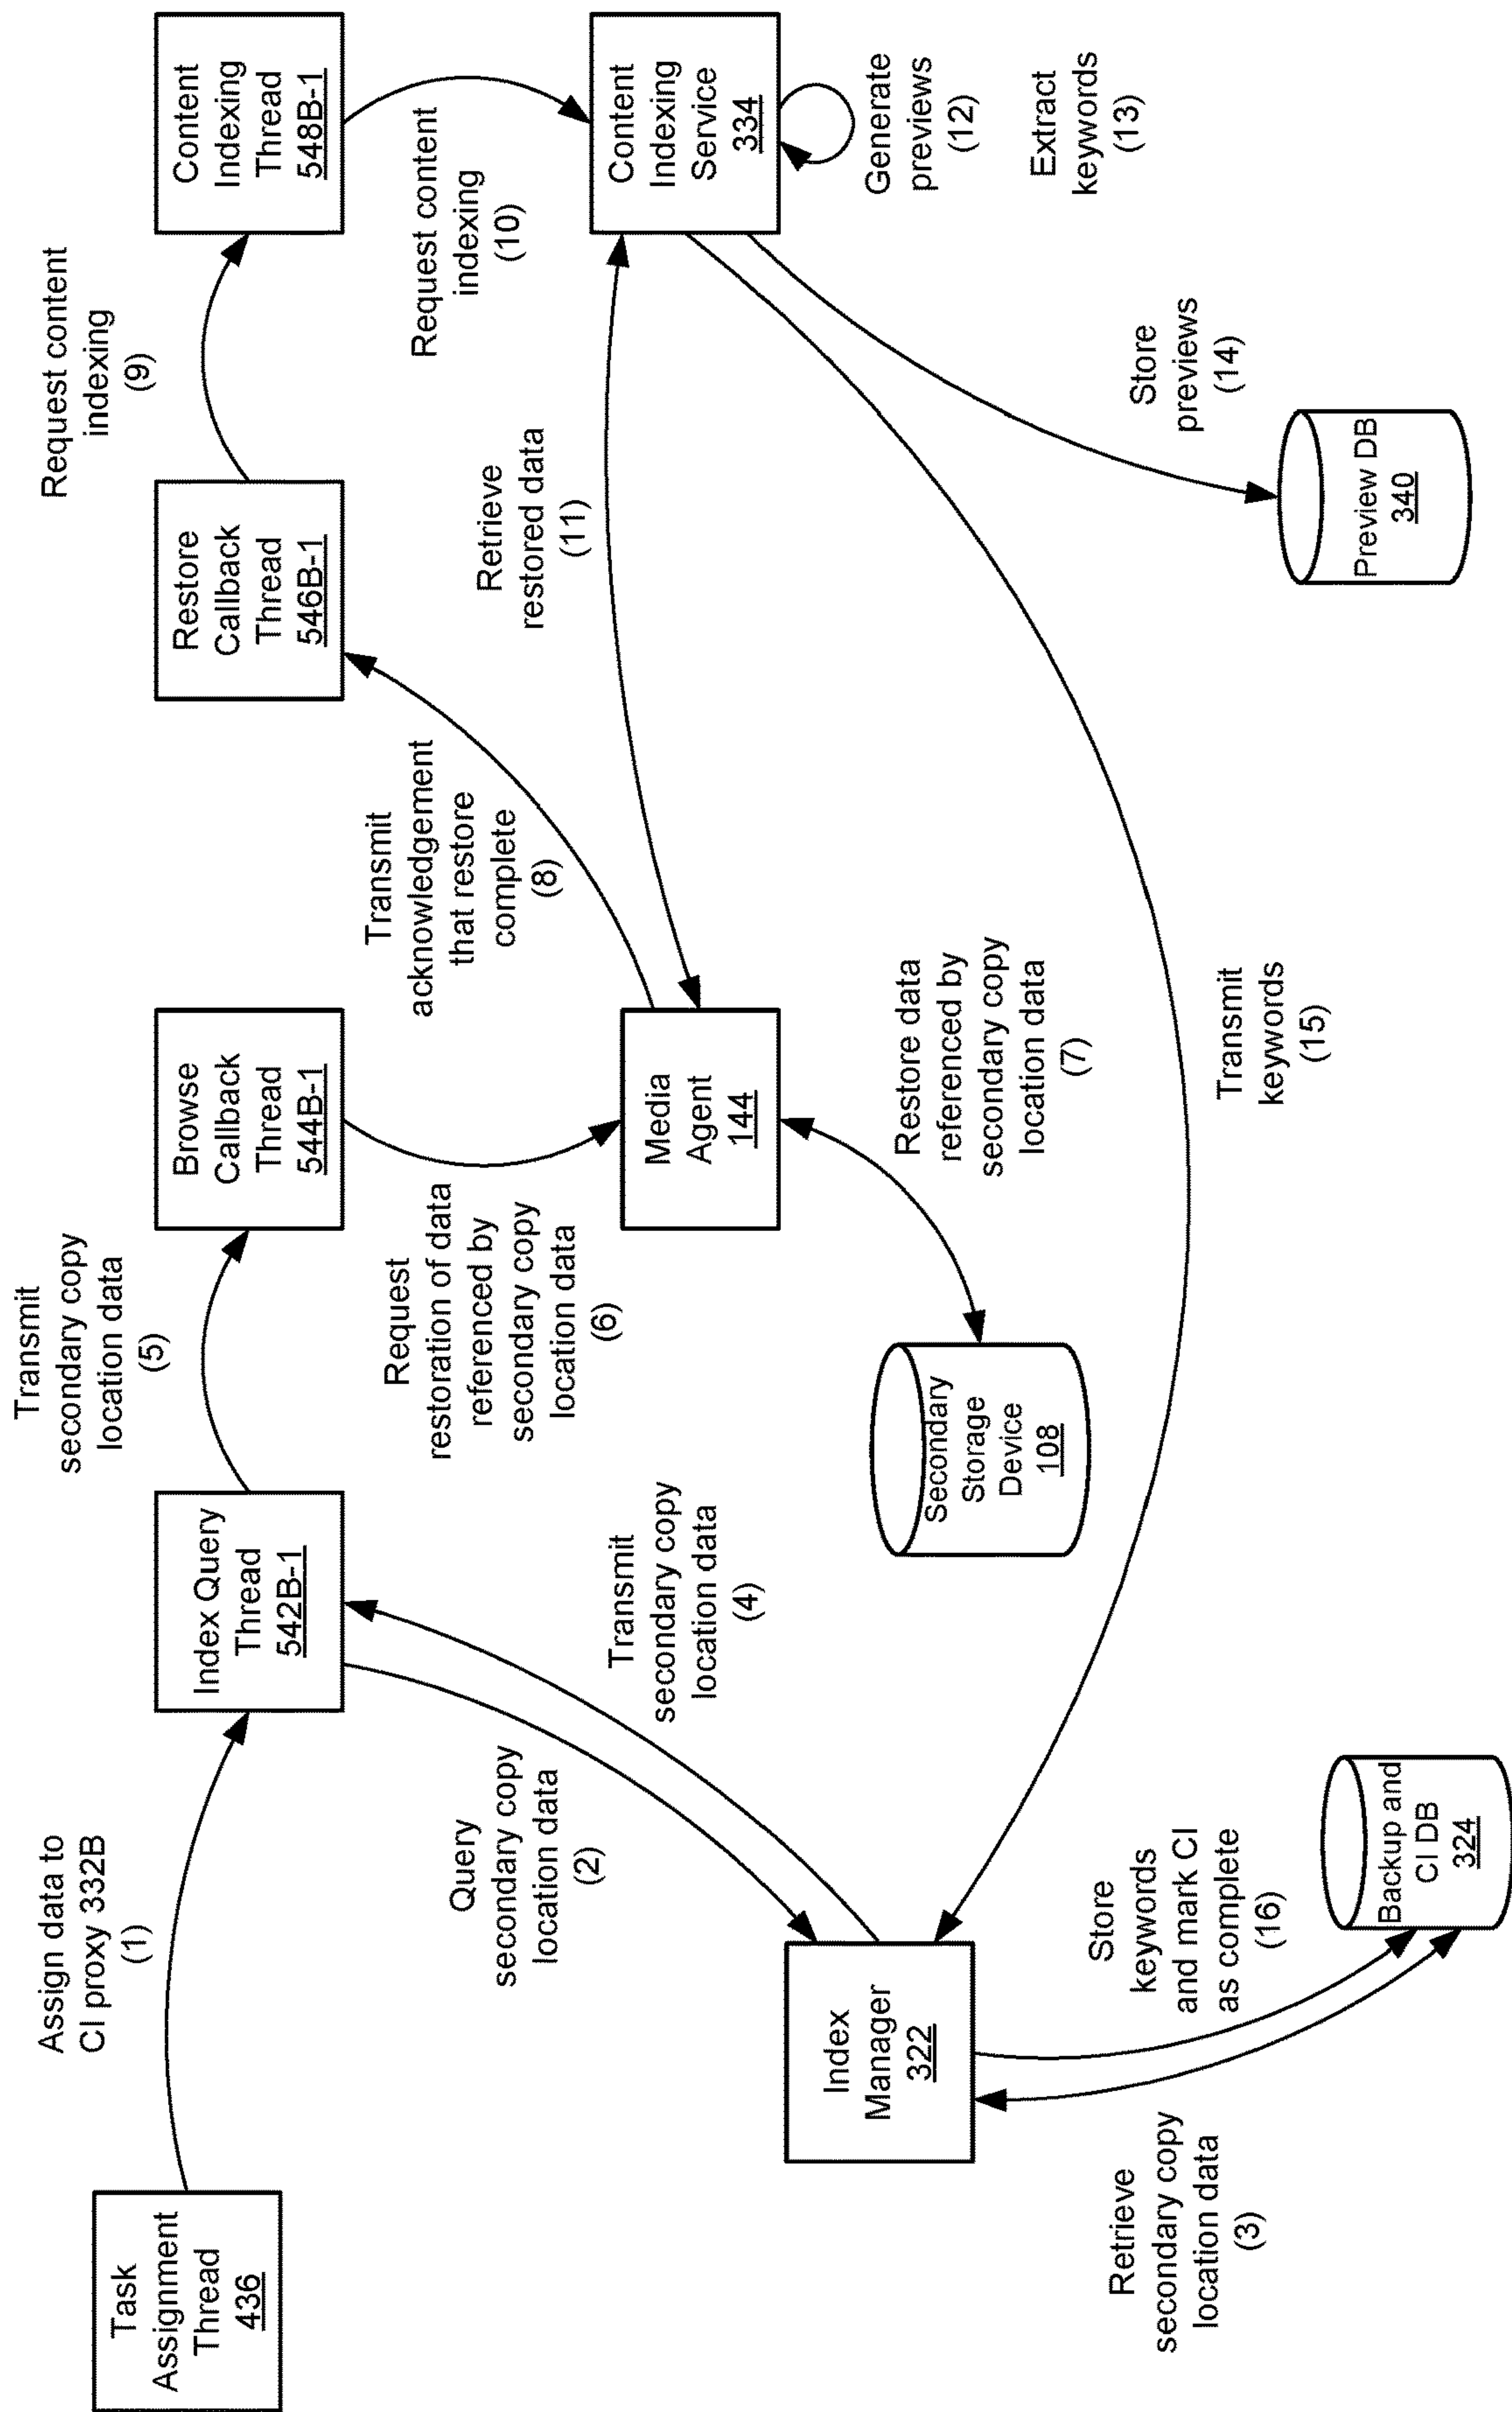 Task
Assignment
Thread
436
Assign data to
CI proxy 332B
(1)
Index Query
Thread
542B-1
Query
secondary copy
location data
(2)
Index
Manager
322
Retrieve
secondary copy
location data
(3)
Backup and
CI DB
324
Transmit
secondary copy
location data
(4)
Transmit
secondary copy
location data
(5)
Browse
Callback
Thread
544B-1
Request
restoration of data
referenced by
secondary copy
location data
(6)
Media
Agent
144
Restore data
referenced by
secondary copy
location data
(7)
Secondary
Storage
Device
108
Transmit
acknowledgement
that restore
complete
(8)
Restore
Callback
Thread
546B-1
Request content
indexing
(9)
Content
Indexing
Thread
548B-1
Request content
indexing
(10)
Content
Indexing
Service
334
Retrieve
restored data
(11)
Generate
previews
(12)
Extract
keywords
(13)
Store
previews
(14)
Preview DB
340
Transmit
keywords
(15)
Store
keywords
and mark CI
as complete
(16)